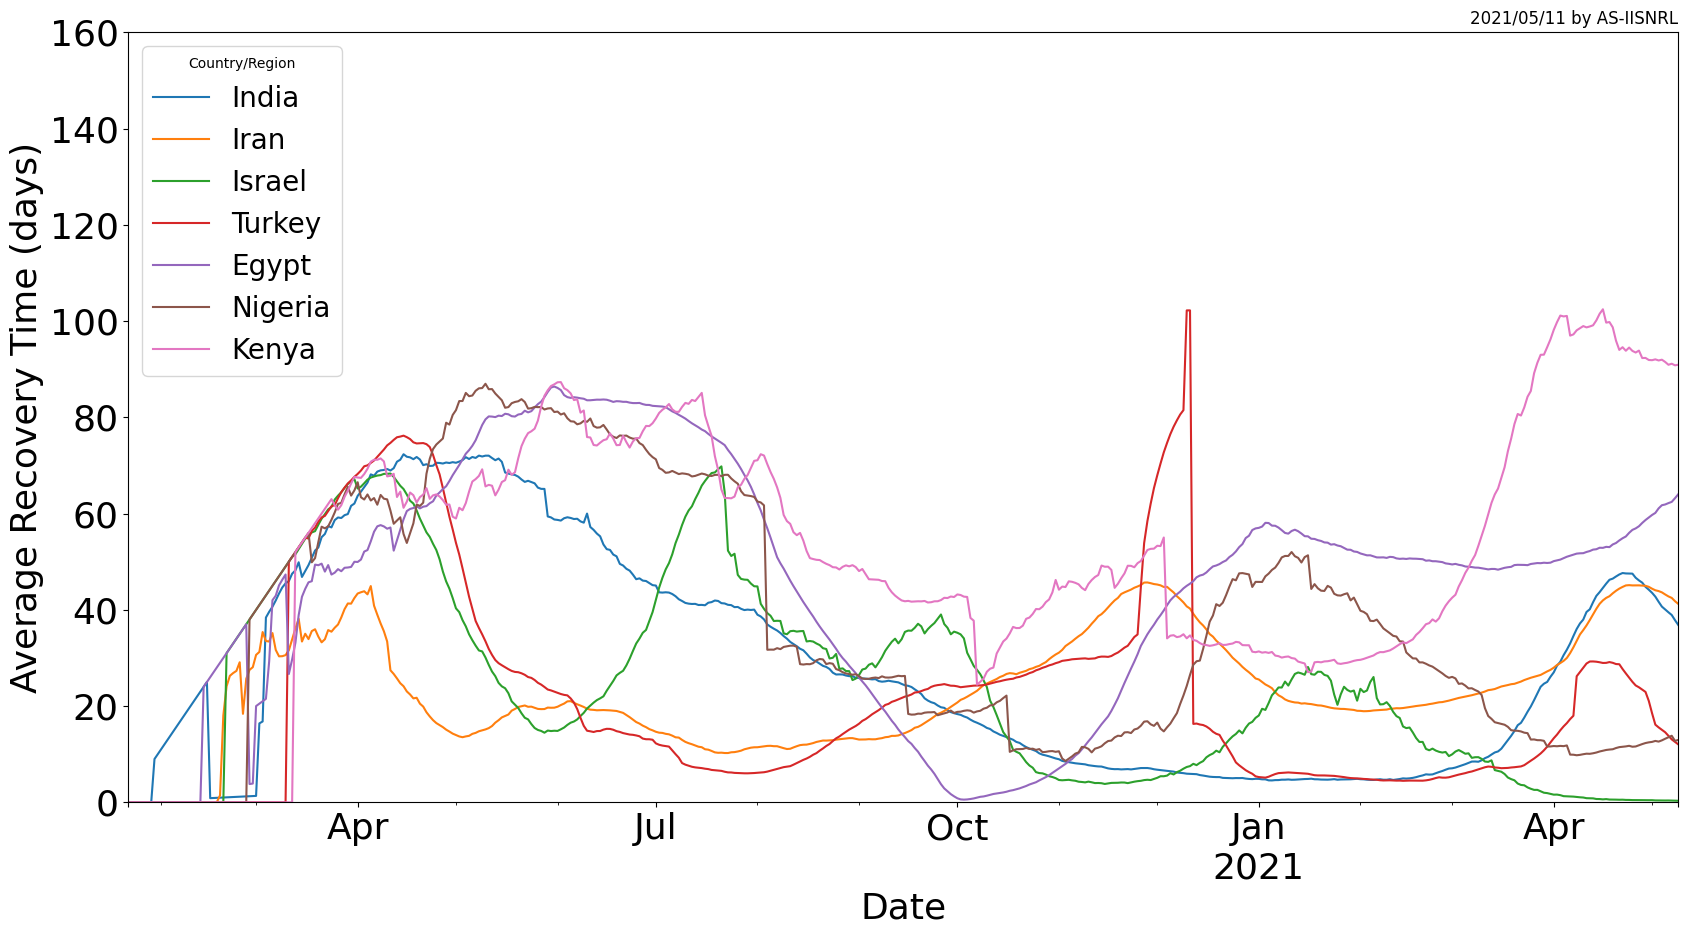 2021/05/11 by AS-IISNRL
Average Recovery Time (days)
160
140
120
100
80
60
40
20
0
Country/Region
India
Iran
Israel
Turkey
Egypt
Nigeria
Kenya
Apr
Jul
Oct
Jan
2021
Apr
Date